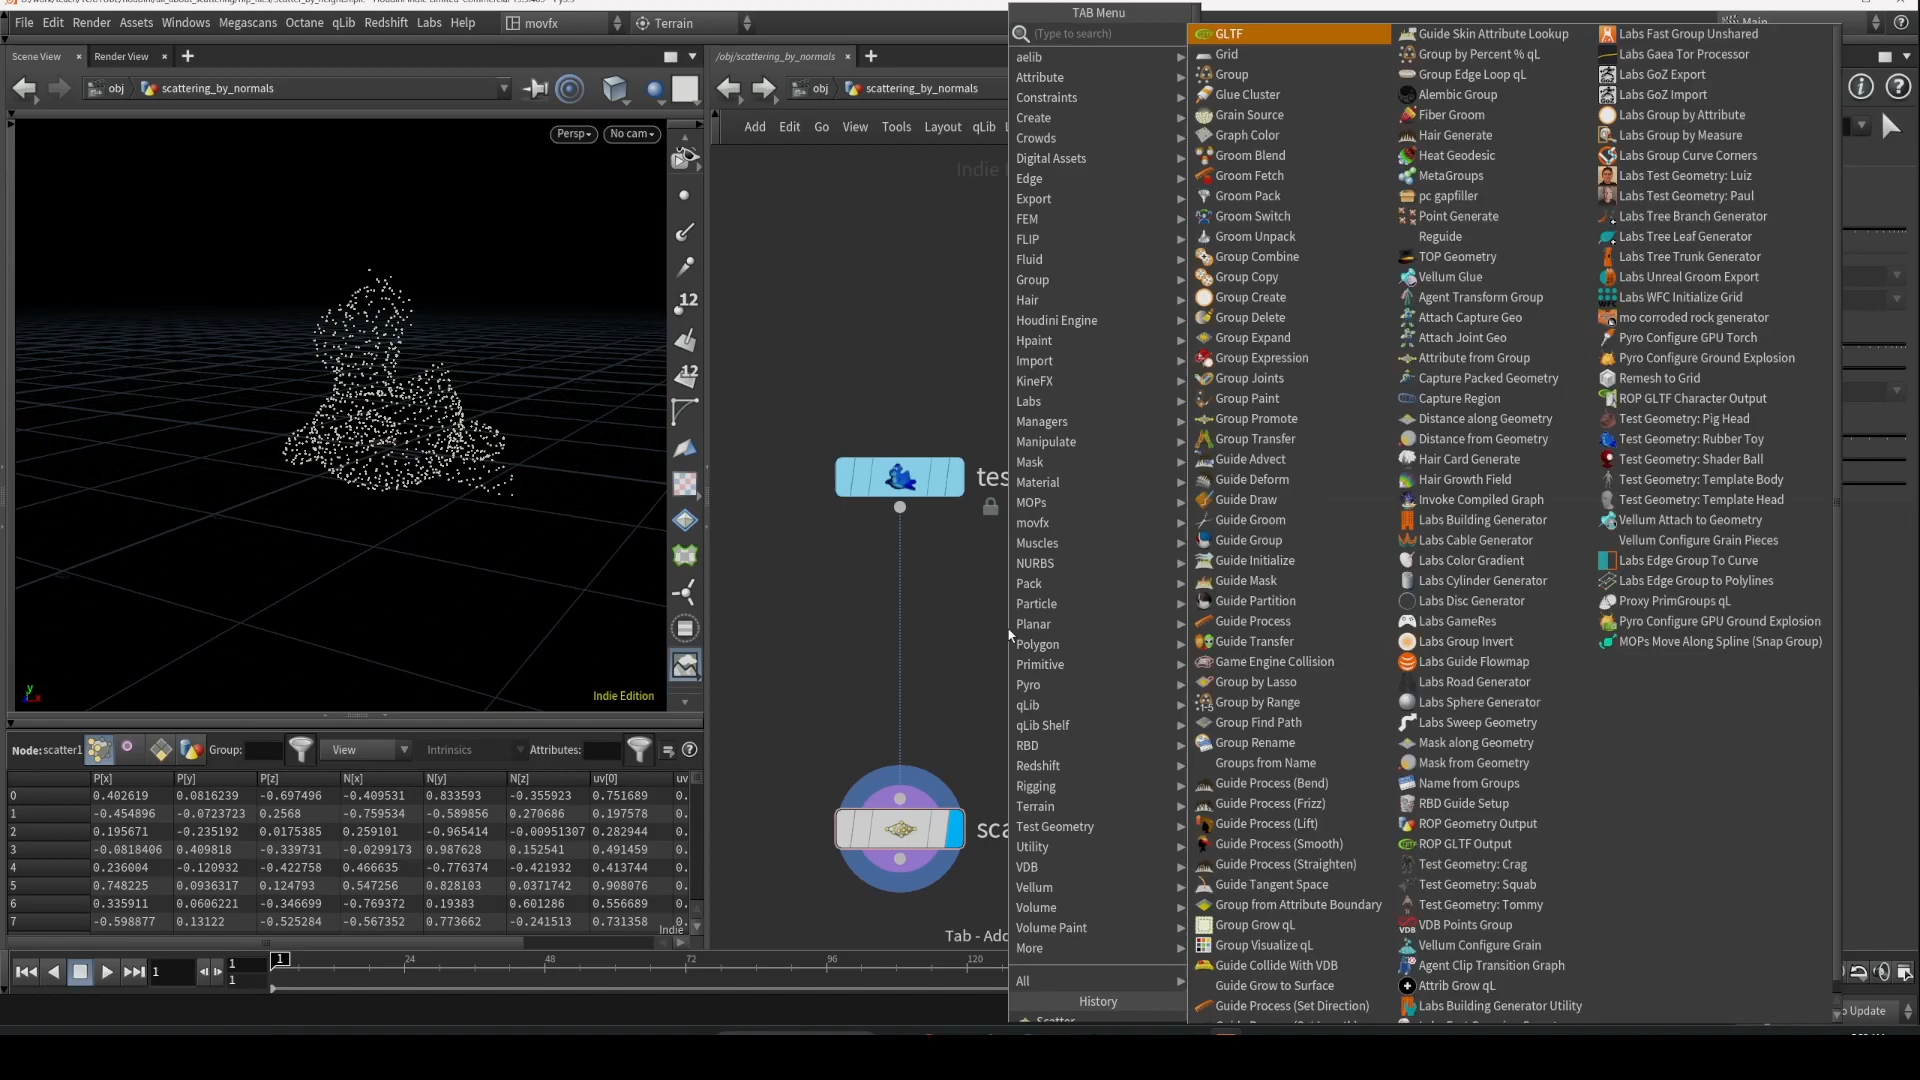 File Edit Render Assets Windows Megascans Octane qLib Redshift Labs Help movfx Terrain Main
Scene View Render View
obj scattering_by_normals
Persp No cam
12
12
Indie Edition
Node:scatter1 Group: View Intrinsics Attributes:
P[x] P[y] P[z] N[x] N[y] N[z] uv[0] uv
0 0.402619 0.0816239 -0.697496 -0.409531 0.833593 -0.355923 0.751689 0.
1 -0.454896 -0.0723723 0.2568 -0.759534 -0.589856 0.270686 0.197578 0.
2 0.195671 -0.235192 0.0175385 0.259101 -0.965414 -0.00951307 0.282944 0.
3 -0.0818406 0.409818 -0.339731 -0.0299173 0.987628 0.152541 0.491459 0.
4 0.236004 -0.120932 -0.422758 0.466635 -0.776374 -0.421932 0.413744 0.
5 0.748225 0.0936317 0.124793 0.547256 0.828103 0.0371742 0.908076 0.
6 0.335911 0.0606221 -0.346699 -0.769372 0.19383 0.601286 0.556689 0.
7 -0.598877 0.13122 -0.525284 -0.567352 0.773662 -0.241513 0.731358 0.
Indie
1 1 1 1 24 48 72 96 120
/obj/scattering_by_normals
obj scattering_by_normals
Add Edit Go View Tools Layout qLib L
Indie
tes
sca
Tab - Add
TAB Menu
(Type to search)
aelib
Attribute
Constraints
Create
Crowds
Digital Assets
Edge
Export
FEM
FLIP
Fluid
Group
Hair
Houdini Engine
Hpaint
Import
KineFX
Labs
Managers
Manipulate
Mask
Material
MOPs
movfx
Muscles
NURBS
Pack
Particle
Planar
Polygon
Primitive
Pyro
qLib
qLib Shelf
RBD
Redshift
Rigging
Terrain
Test Geometry
Utility
VDB
Vellum
Volume
Volume Paint
More
All
History
Scatter
GLTF
Grid
Group
Glue Cluster
Grain Source
Graph Color
Groom Blend
Groom Fetch
Groom Pack
Groom Switch
Groom Unpack
Group Combine
Group Copy
Group Create
Group Delete
Group Expand
Group Expression
Group Joints
Group Paint
Group Promote
Group Transfer
Guide Advect
Guide Deform
Guide Draw
Guide Groom
Guide Group
Guide Initialize
Guide Mask
Guide Partition
Guide Process
Guide Transfer
Game Engine Collision
Group by Lasso
Group by Range
Group Find Path
Group Rename
Groups from Name
Guide Process (Bend)
Guide Process (Frizz)
Guide Process (Lift)
Guide Process (Smooth)
Guide Process (Straighten)
Guide Tangent Space
Group from Attribute Boundary
Group Grow qL
Group Visualize qL
Guide Collide With VDB
Guide Grow to Surface
Guide Process (Set Direction)
Guide Skin Attribute Lookup
Group by Percent % qL
Group Edge Loop qL
Alembic Group
Fiber Groom
Hair Generate
Heat Geodesic
MetaGroups
pc gapfiller
Point Generate
Reguide
TOP Geometry
Vellum Glue
Agent Transform Group
Attach Capture Geo
Attach Joint Geo
Attribute from Group
Capture Packed Geometry
Capture Region
Distance along Geometry
Distance from Geometry
Hair Card Generate
Hair Growth Field
Invoke Compiled Graph
Labs Building Generator
Labs Cable Generator
Labs Color Gradient
Labs Cylinder Generator
Labs Disc Generator
Labs GameRes
Labs Group Invert
Labs Guide Flowmap
Labs Road Generator
Labs Sphere Generator
Labs Sweep Geometry
Mask along Geometry
Mask from Geometry
Name from Groups
RBD Guide Setup
ROP Geometry Output
ROP GLTF Output
Test Geometry: Crag
Test Geometry: Squab
Test Geometry: Tommy
VDB Points Group
Vellum Configure Grain
Agent Clip Transition Graph
Attrib Grow qL
Labs Building Generator Utility
Labs Fast Group Unshared
Labs Gaea Tor Processor
Labs GoZ Export
Labs GoZ Import
Labs Group by Attribute
Labs Group by Measure
Labs Group Curve Corners
Labs Test Geometry: Luiz
Labs Test Geometry: Paul
Labs Tree Branch Generator
Labs Tree Leaf Generator
Labs Tree Trunk Generator
Labs Unreal Groom Export
Labs WFC Initialize Grid
mo corroded rock generator
Pyro Configure GPU Torch
Pyro Configure Ground Explosion
Remesh to Grid
ROP GLTF Character Output
Test Geometry: Pig Head
Test Geometry: Rubber Toy
Test Geometry: Shader Ball
Test Geometry: Template Body
Test Geometry: Template Head
Vellum Attach to Geometry
Vellum Configure Grain Pieces
Labs Edge Group To Curve
Labs Edge Group to Polylines
Proxy PrimGroups qL
Pyro Configure GPU Ground Explosion
MOPs Move Along Spline (Snap Group)
o Update